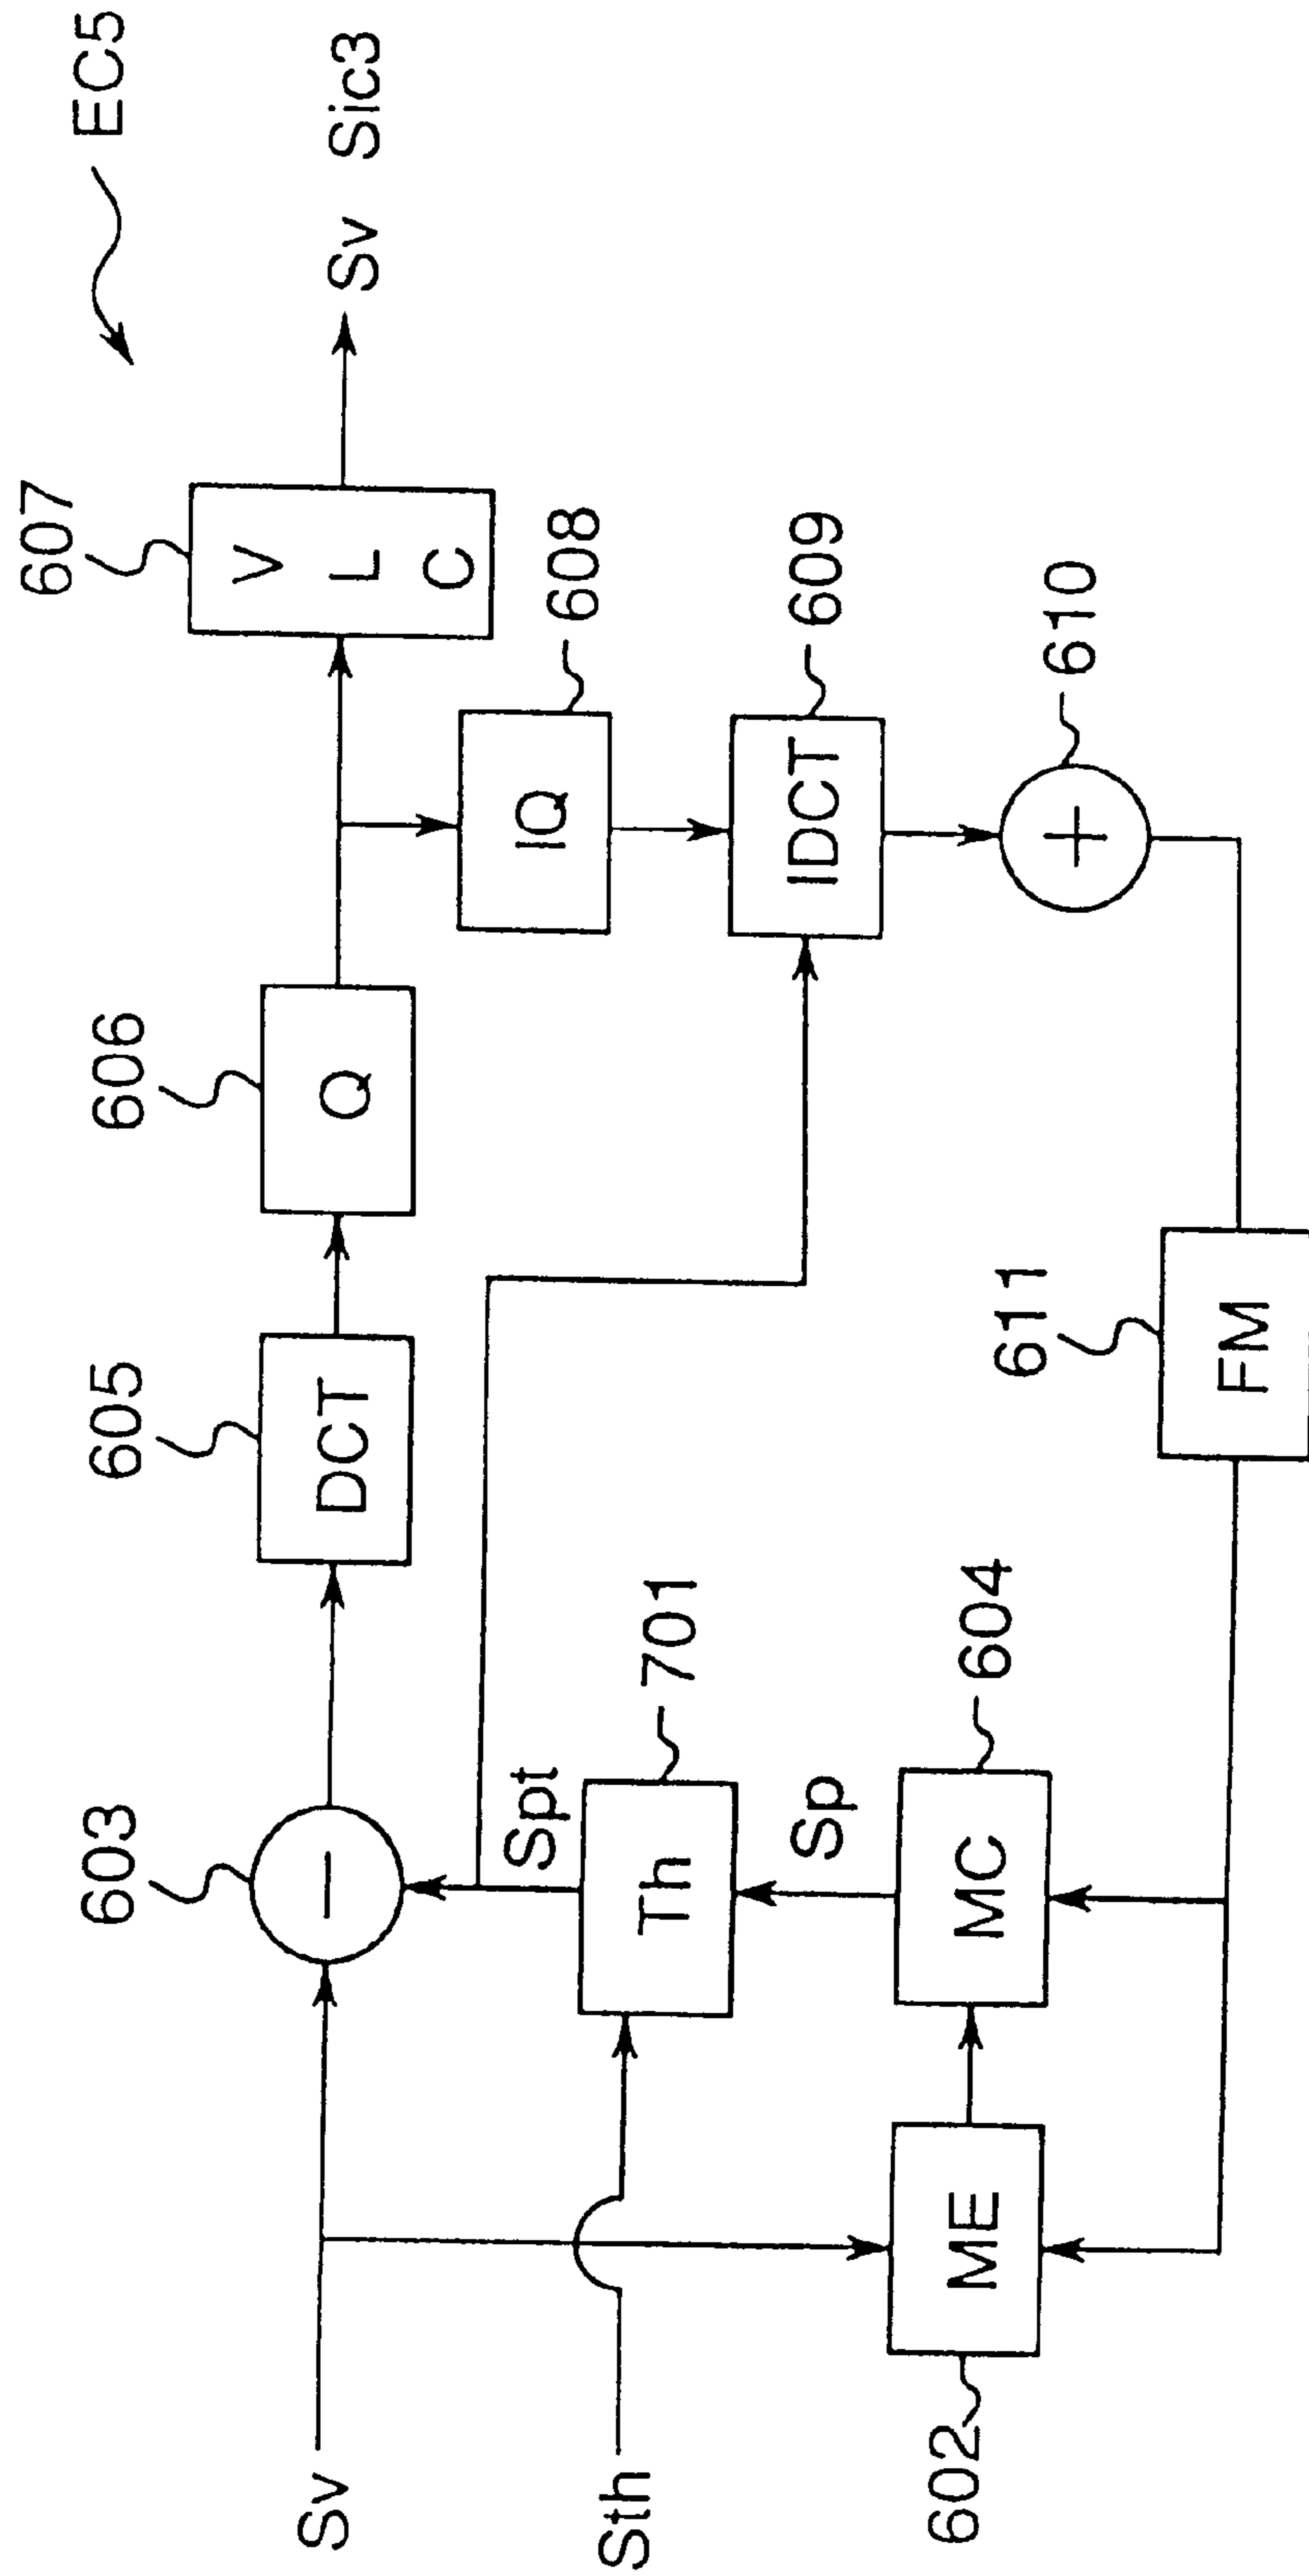 EC5
607
Sv Sic3
V
L
C
606
608
Q
IQ
605
609
DCT
IDCT
603
610
−
+
Spt
701
611
Th
FM
Sp
604
MC
Sv
Sth
ME
602